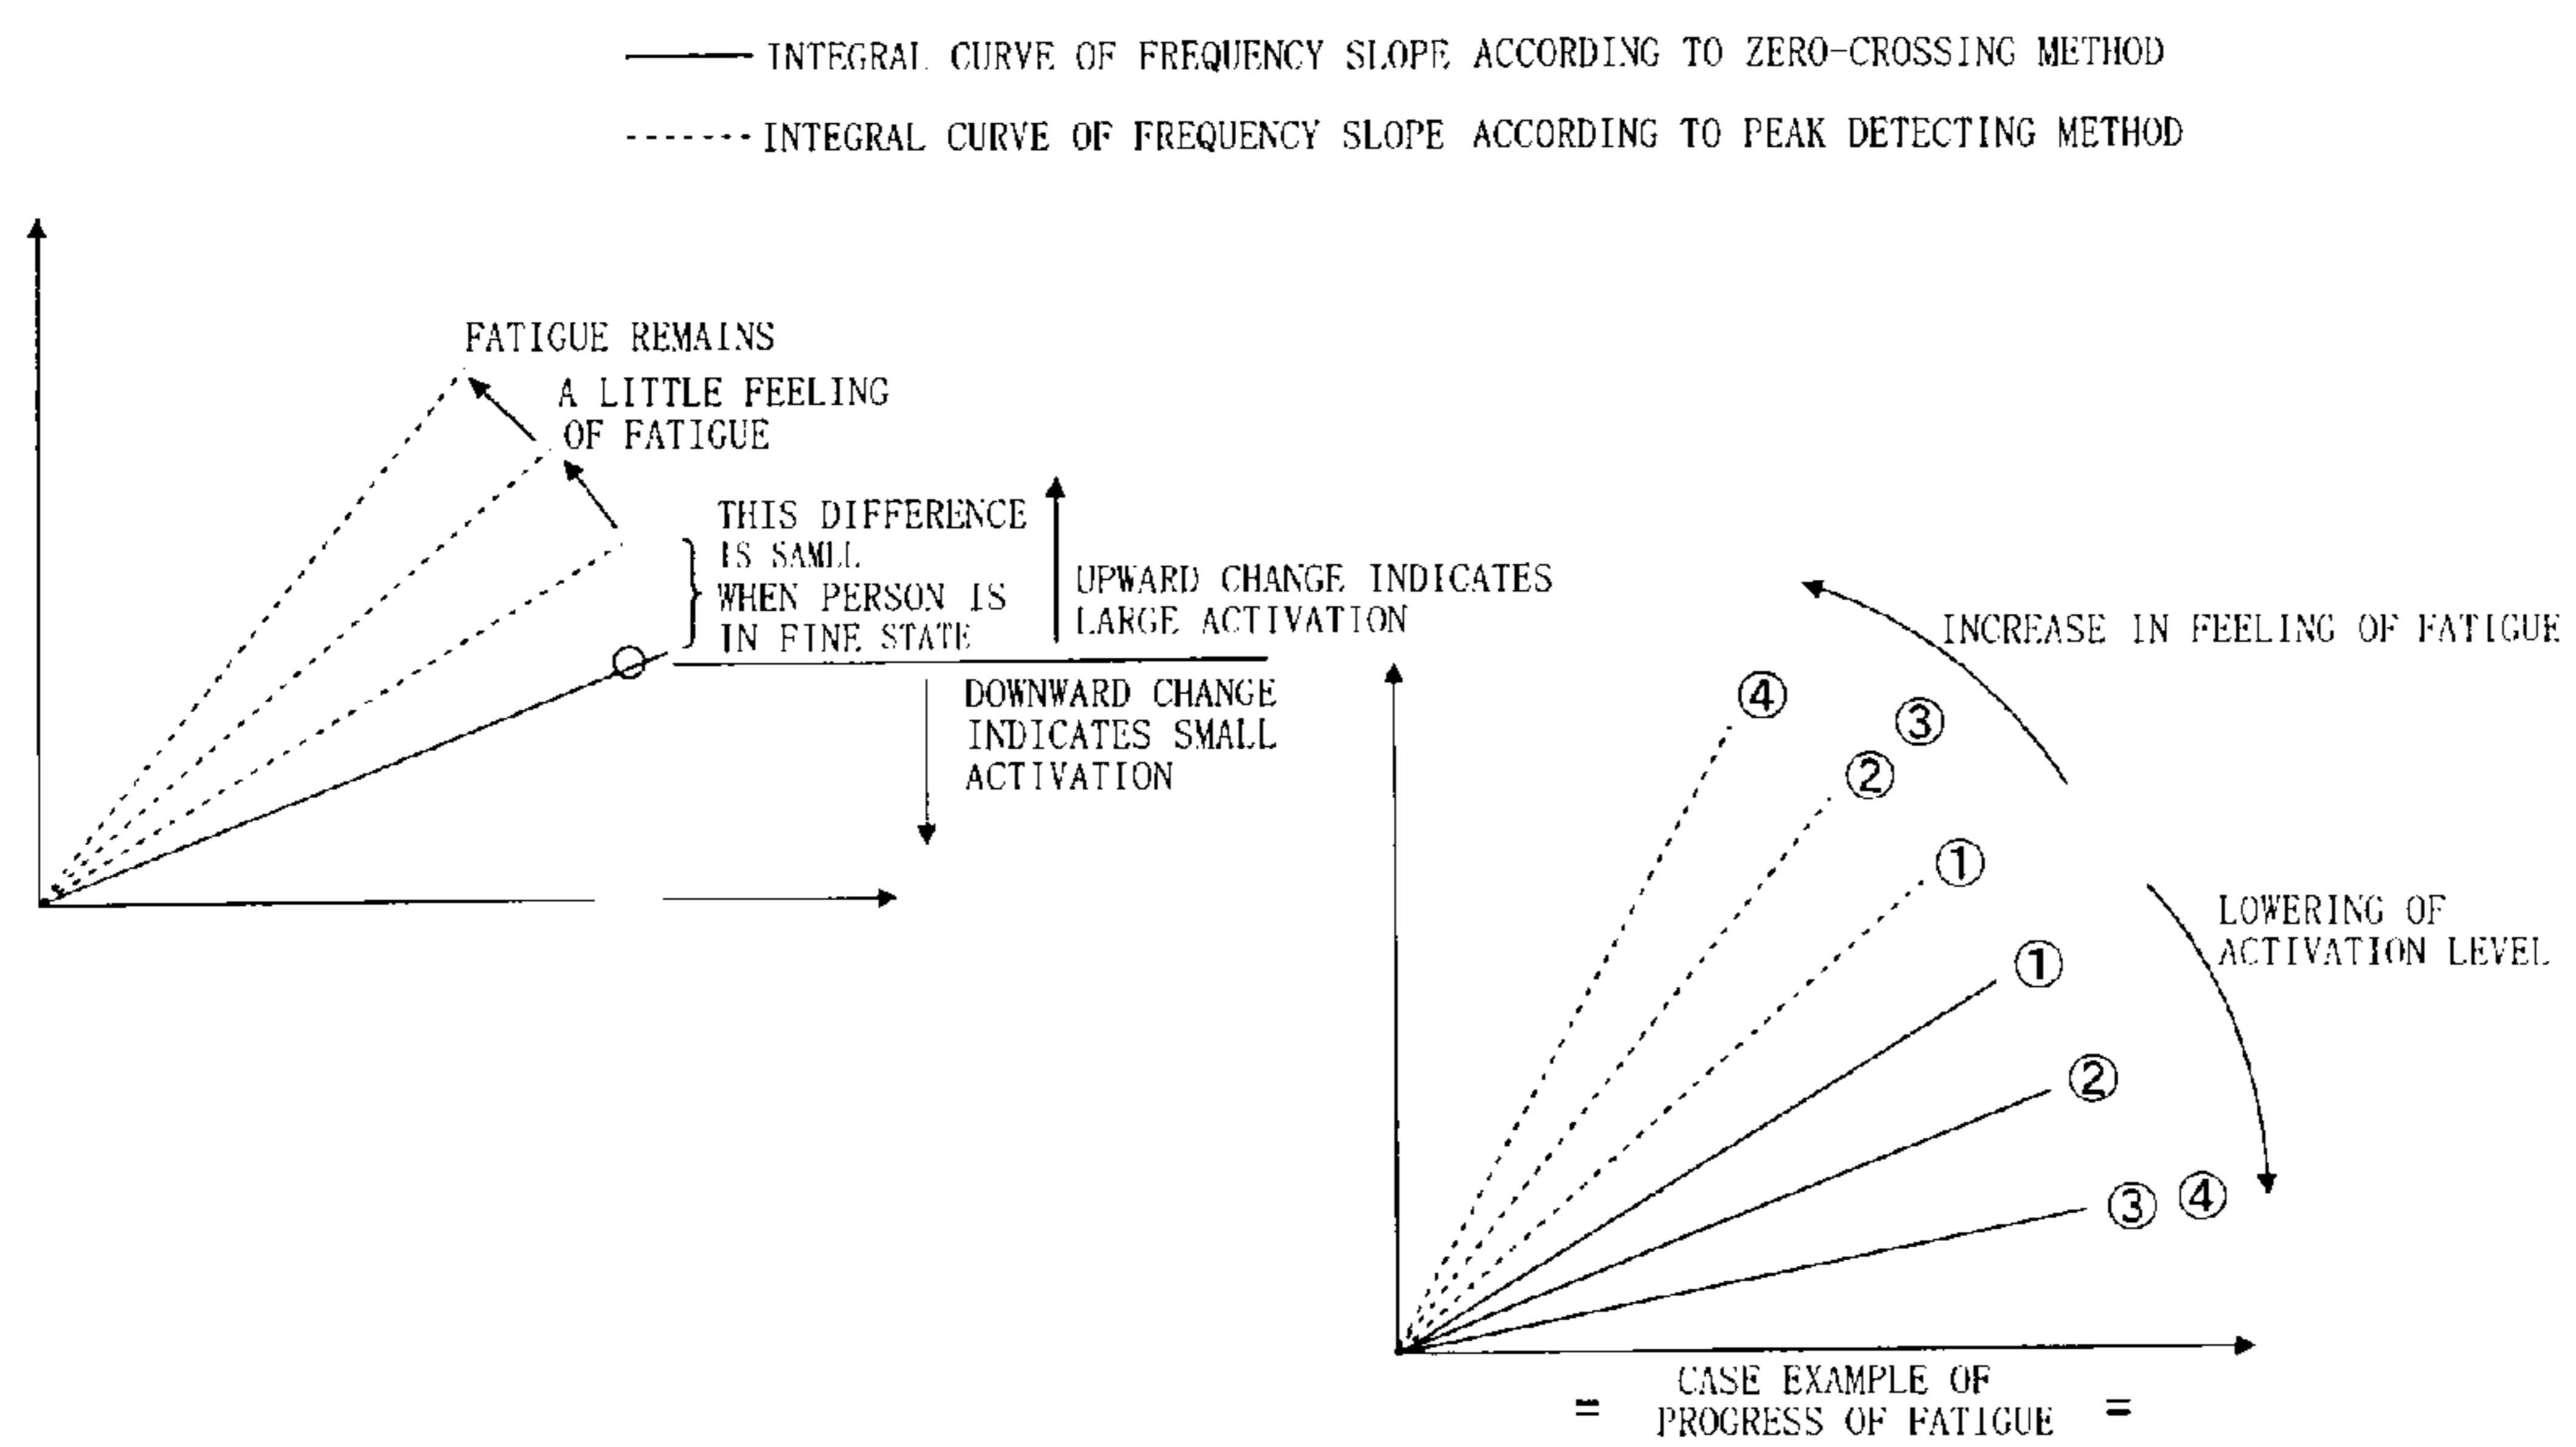 INTEGRAL CURVE OF FREQUENCY SLOPE ACCORDING TO ZERO-CROSSING METHOD
INTEGRAL CURVE OF FREQUENCY SLOPE ACCORDING TO PEAK DETECTING METHOD
FATIGUE REMAINS
A LITTLE FEELING
OF FATIGUE
THIS DIFFERENCE
IS SAMLL
WHEN PERSON IS
IN FINE STATE
UPWARD CHANGE INDICATES
LARGE ACTIVATION
DOWNWARD CHANGE
INDICATES SMALL
ACTIVATION
INCREASE IN FEELING OF FATIGUE
④
③
②
①
LOWERING OF
ACTIVATION LEVEL
①
②
③ ④
CASE EXAMPLE OF
= PROGRESS OF FATIGUE =